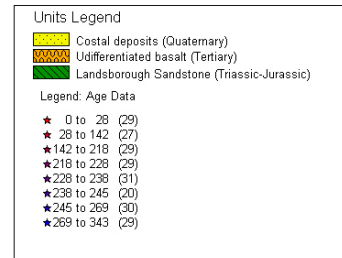 Units Legend
Costal deposits (Quaternary)
Udifferentiated basalt (Tertiary)
Landsborough Sandstone (Triassic-Jurassic)
Legend: Age Data
0 to 28 (29)
28 to 142 (27)
142 to 218 (29)
218 to 228 (29)
228 to 238 (31)
238 to 245 (20)
245 to 269 (30)
269 to 343 (29)